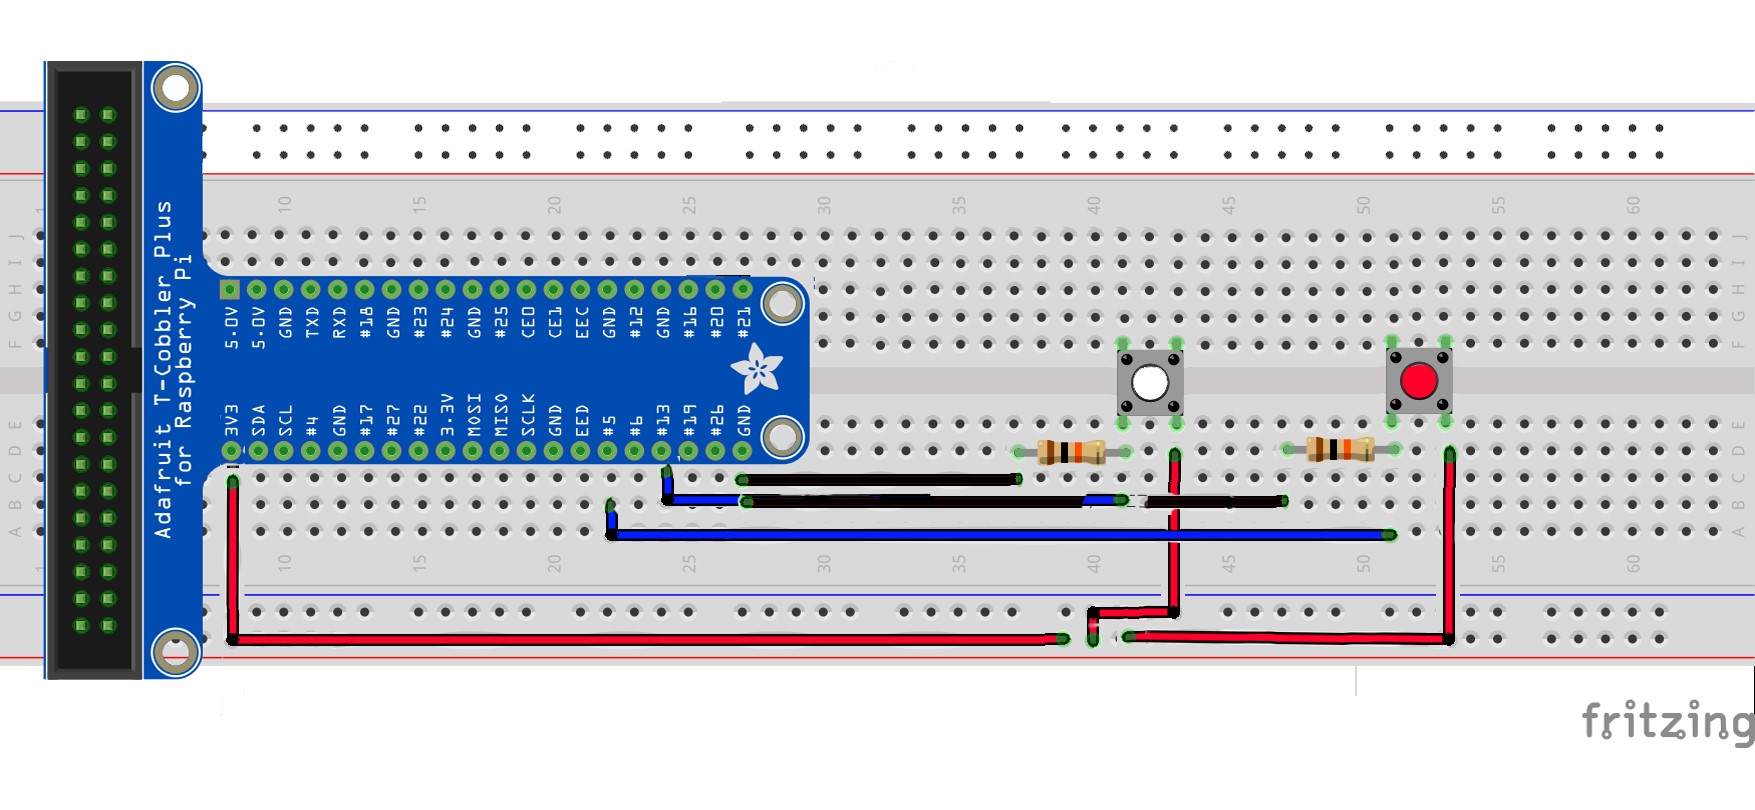 1 10 15 20 25 30 35 40 45 50 55 60
J J
I I
H H
G G
F F
Adafruit T-Cobbler Plus
for Raspberry Pi
5.0V 5.0V GND TXD RXD #18 GND #23 #24 GND #25 CE0 CE1 EEC GND #12 GND #16 #20 #21
3V3 SDA SCL #4 GND #17 #27 #22 3.3V MOSI MISO SCLK GND EED #5 #6 #13 #19 #26 GND
E E
D D
C C
B B
A A
1 10 15 20 25 30 35 40 45 50 55 60
fritzing